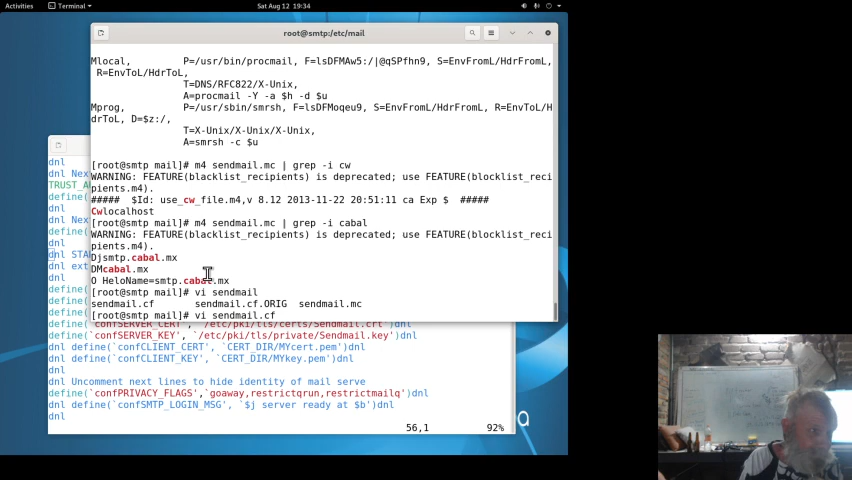 Activities
Terminal
Sat Aug 12 19:34
root@smtp:/etc/mail
Mlocal, P=/usr/bin/procmail, F=lsDFMAw5:/|@qSPfhn9, S=EnvFromL/HdrFromL,
R=EnvToL/HdrToL,
T=DNS/RFC822/X-Unix,
A=procmail -Y -a $h -d $u
Mprog, P=/usr/sbin/smrsh, F=lsDFMoqeu9, S=EnvFromL/HdrFromL, R=EnvToL/H
drToL, D=$z:/,
T=X-Unix/X-Unix/X-Unix,
A=smrsh -c $u
[root@smtp mail]# m4 sendmail.mc | grep -i cw
WARNING: FEATURE(blacklist_recipients) is deprecated; use FEATURE(blocklist_reci
pients.m4).
##### $Id: use_cw_file.m4,v 8.12 2013-11-22 20:51:11 ca Exp $ #####
Cwlocalhost
[root@smtp mail]# m4 sendmail.mc | grep -i cabal
WARNING: FEATURE(blacklist_recipients) is deprecated; use FEATURE(blocklist_reci
pients.m4).
Djsmtp.cabal.mx
DMcabal.mx
O HeloName=smtp.cabal.mx
[root@smtp mail]# vi sendmail
sendmail.cf sendmail.cf.ORIG sendmail.mc
[root@smtp mail]# vi sendmail.cf
dnl
dnl Nex
TRUST_A
define(
dnl
dnl Nex
define(
dnl
dnl STA
dnl ext
dnl
define(
define(
define(
define(`confSERVER_CERT', `/etc/pki/tls/certs/Sendmail.crt')
define(`confSERVER_KEY', `/etc/pki/tls/private/Sendmail.key')
dnl define(`confCLIENT_CERT', `CERT_DIR/MYcert.pem')dnl
dnl define(`confCLIENT_KEY', `CERT_DIR/MYkey.pem')dnl
dnl
dnl Uncomment next lines to hide identity of mail serve
define(`confPRIVACY_FLAGS',`goaway,restrictqrun,restrictmailq')dnl
dnl define(`confSMTP_LOGIN_MSG', `$j server ready at $b')dnl
dnl
56,1 92%